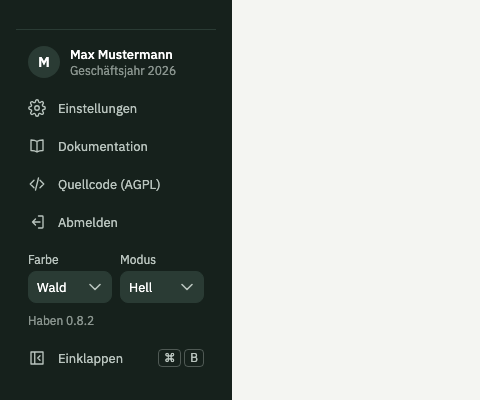 M
Max Mustermann
Geschäftsjahr 2026
Einstellungen
Dokumentation
Quellcode (AGPL)
Abmelden
Farbe Modus
Wald Hell
Haben 0.8.2
Einklappen ⌘ B